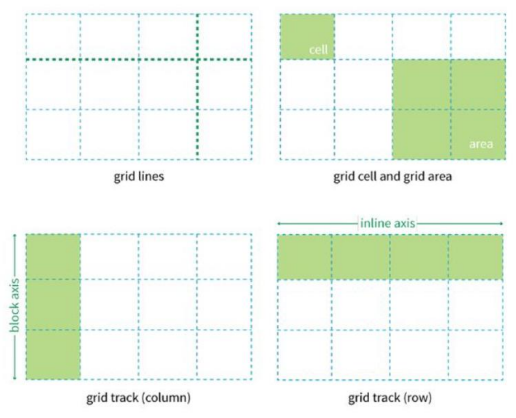 cell
area
grid lines
grid cell and grid area
inline axis
block axis
grid track (column)
grid track (row)